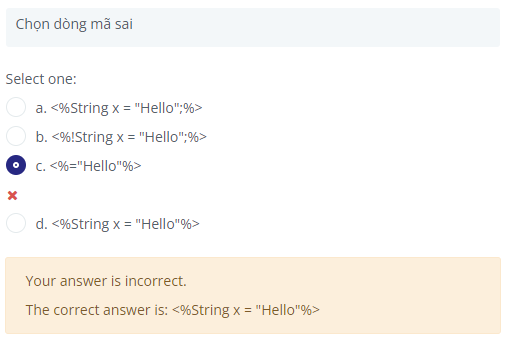 Chọn dòng mã sai
Select one:
a. <%String x = "Hello";%>
b. <%!String x = "Hello";%>
c. <%="Hello"%>
d. <%String x = "Hello"%>
Your answer is incorrect.
The correct answer is: <%String x = "Hello"%>